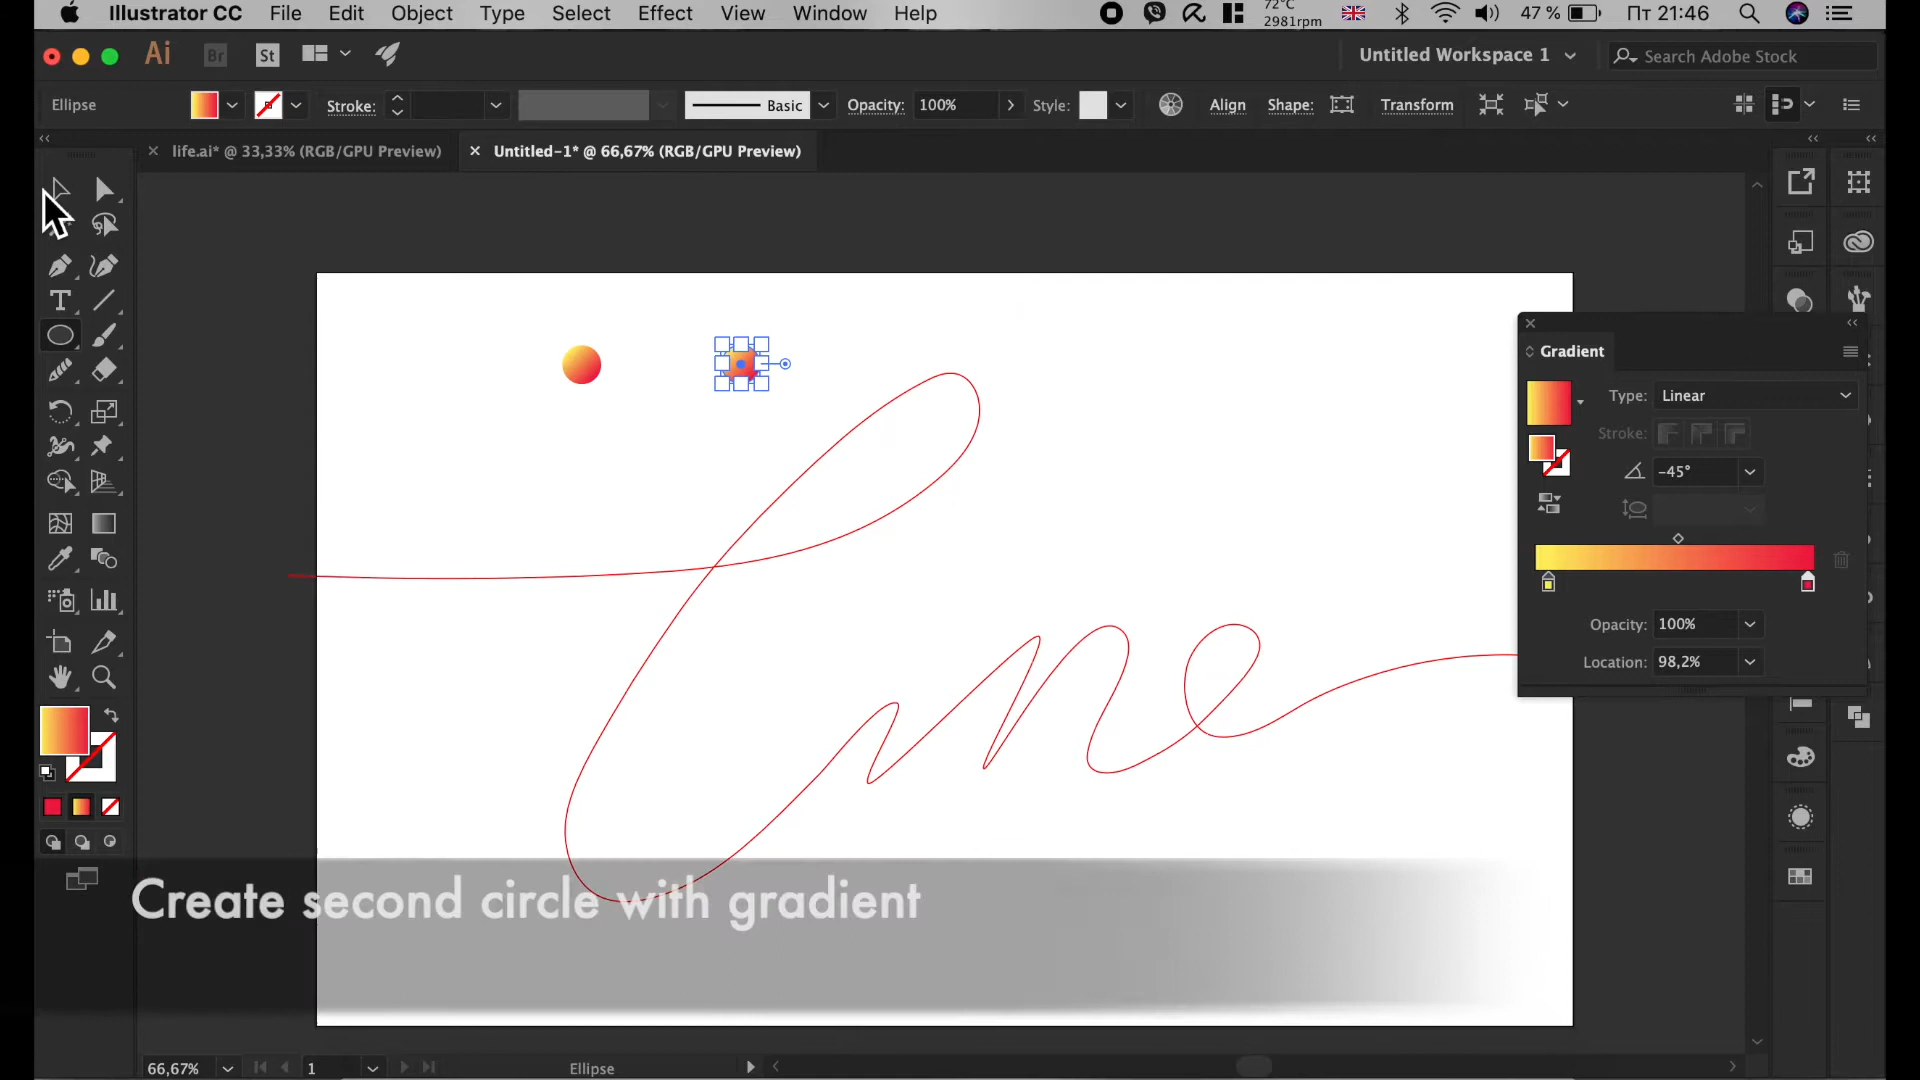 Illustrator CC File Edit Object Type Select Effect View Window Help 72°C 2981rpm 47 % Пт 21:46
Ai Br St Untitled Workspace 1 Search Adobe Stock
Ellipse Stroke: Basic Opacity: 100% Style: Align Shape: Transform
life.ai* @ 33,33% (RGB/GPU Preview) Untitled-1* @ 66,67% (RGB/GPU Preview)
Gradient
Type: Linear
Stroke:
-45°
Opacity: 100%
Location: 98,2%
Create second circle with gradient
66,67% 1 Ellipse